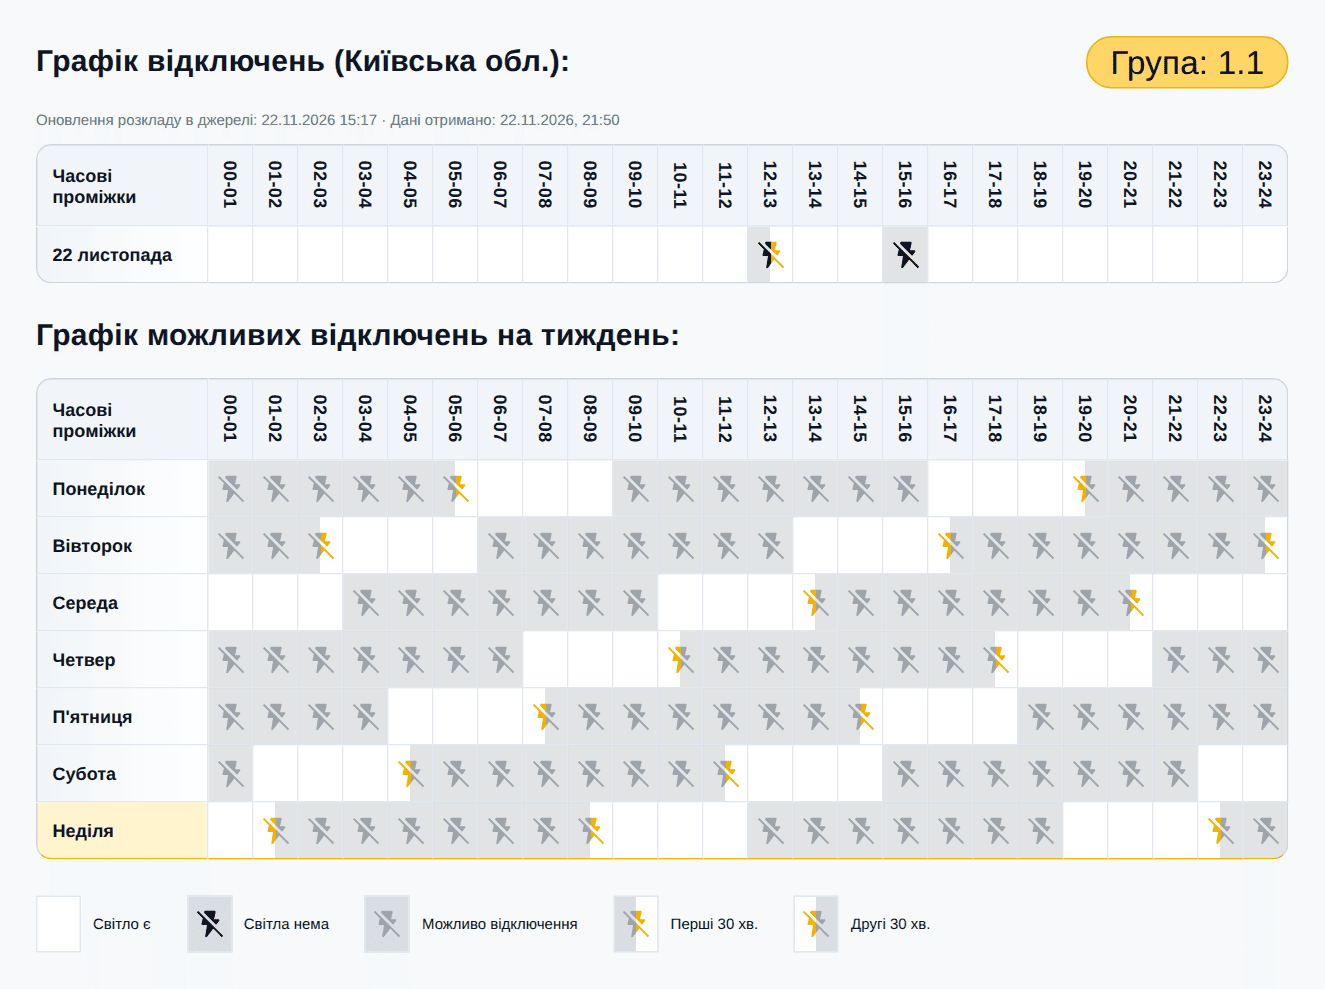 Графік відключень (Київська обл.):
Група: 1.1
Оновлення розкладу в джерелі: 22.11.2026 15:17 · Дані отримано: 22.11.2026, 21:50
Часові проміжки 00-01 01-02 02-03 03-04 04-05 05-06 06-07 07-08 08-09 09-10 10-11 11-12 12-13 13-14 14-15 15-16 16-17 17-18 18-19 19-20 20-21 21-22 22-23 23-24
22 листопада
Графік можливих відключень на тиждень:
Часові проміжки 00-01 01-02 02-03 03-04 04-05 05-06 06-07 07-08 08-09 09-10 10-11 11-12 12-13 13-14 14-15 15-16 16-17 17-18 18-19 19-20 20-21 21-22 22-23 23-24
Понеділок
Вівторок
Середа
Четвер
П'ятниця
Субота
Неділя
Світло є Світла нема Можливо відключення Перші 30 хв. Другі 30 хв.